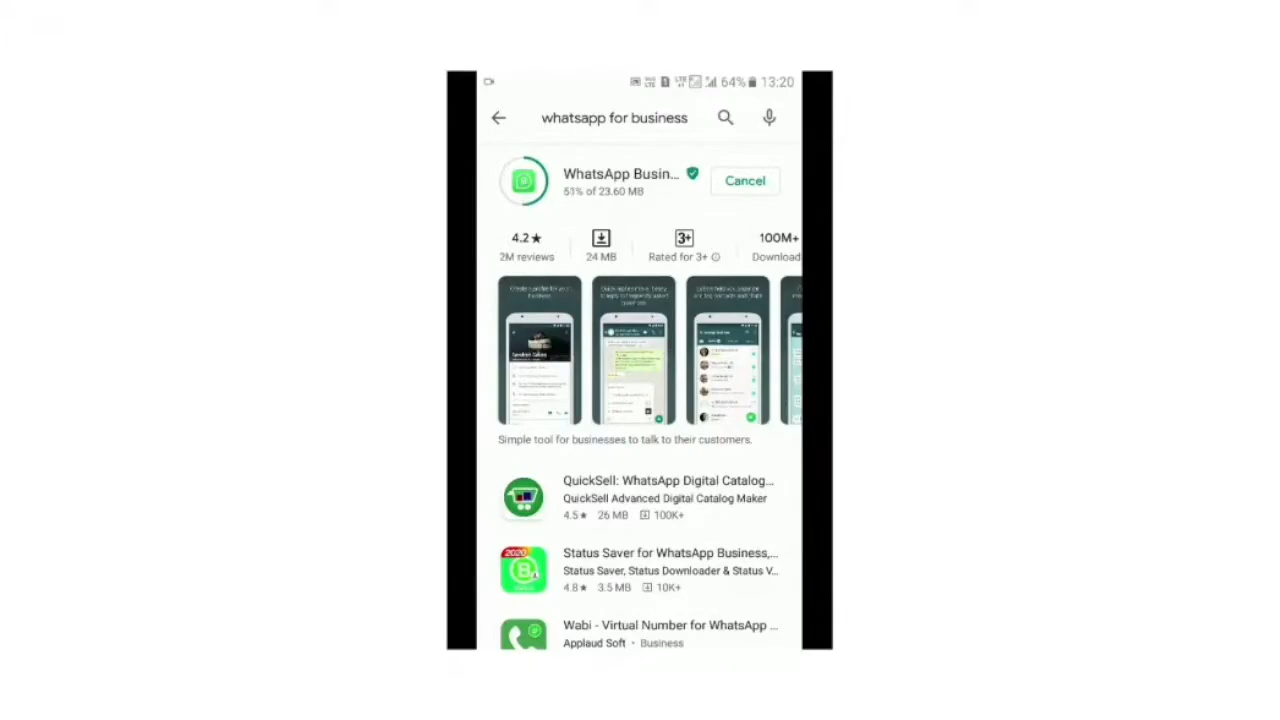 64% 13:20
whatsapp for business
WhatsApp Busin...
51% of 23.60 MB
Cancel
4.2★
2M reviews
24 MB
3+
Rated for 3+
100M+
Download
Simple tool for businesses to talk to their customers.
QuickSell: WhatsApp Digital Catalog...
QuickSell Advanced Digital Catalog Maker
4.5★ 26 MB 100K+
2020
Status Saver for WhatsApp Business,...
Status Saver, Status Downloader & Status V...
4.8★ 3.5 MB 10K+
Wabi - Virtual Number for WhatsApp ...
Applaud Soft • Business